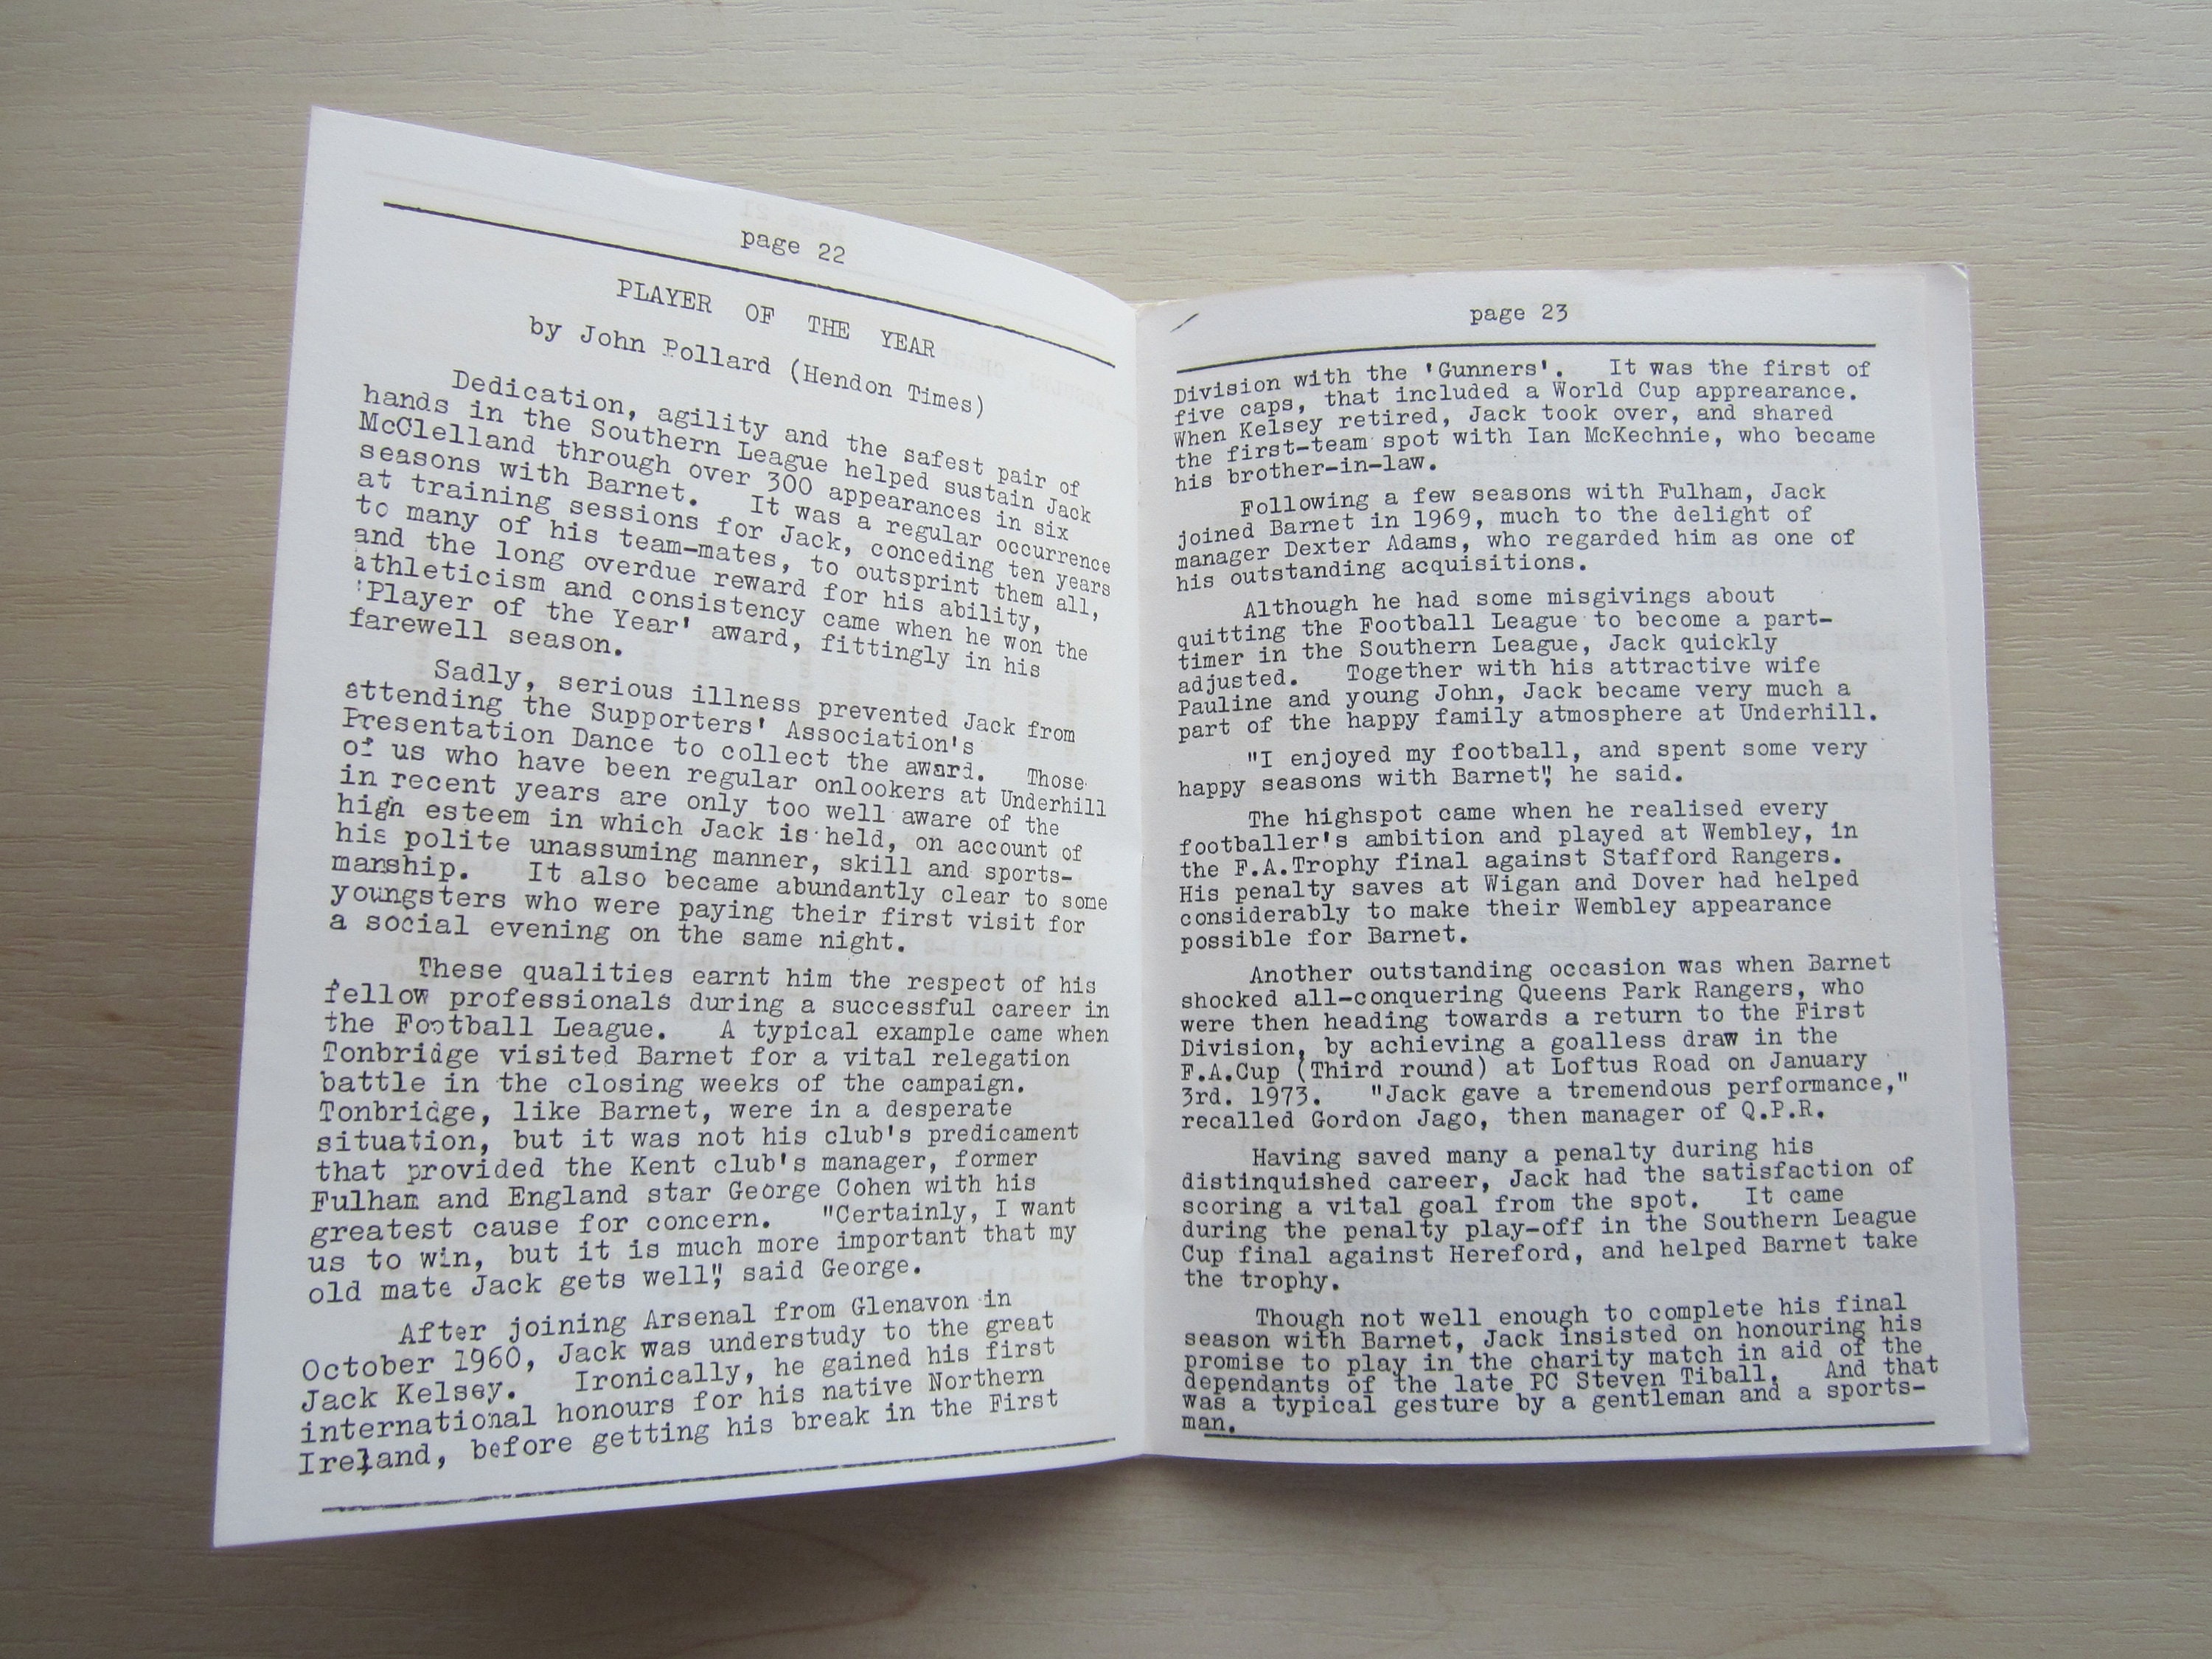 page 22
PLAYER OF THE YEAR
by John Pollard (Hendon Times)
Dedication, agility and the safest pair of
hands in the Southern League helped sustain Jack
McClelland through over 300 appearances in six
seasons with Barnet. It was a regular occurrence
at training sessions for Jack, conceding ten years
to many of his team-mates, to outsprint them all,
and the long overdue reward for his ability,
athleticism and consistency came when he won the
'Player of the Year' award, fittingly in his
farewell season.
Sadly, serious illness prevented Jack from
attending the Supporters' Association's
Presentation Dance to collect the award. Those
of us who have been regular onlookers at Underhill
in recent years are only too well aware of the
high esteem in which Jack is held, on account of
his polite unassuming manner, skill and sports-
manship. It also became abundantly clear to some
youngsters who were paying their first visit for
a social evening on the same night.
These qualities earnt him the respect of his
fellow professionals during a successful career in
the Football League. A typical example came when
Tonbridge visited Barnet for a vital relegation
battle in the closing weeks of the campaign.
Tonbridge, like Barnet, were in a desperate
situation, but it was not his club's predicament
that provided the Kent club's manager, former
Fulham and England star George Cohen with his
greatest cause for concern. "Certainly, I want
us to win, but it is much more important that my
old mate Jack gets well", said George.
After joining Arsenal from Glenavon in
October 1960, Jack was understudy to the great
Jack Kelsey. Ironically, he gained his first
international honours for his native Northern
Ireland, before getting his break in the First
page 23
Division with the 'Gunners'. It was the first of
five caps, that included a World Cup apprearance.
When Kelsey retired, Jack took over, and shared
the first-team spot with Ian McKechnie, who became
his brother-in-law.
Following a few seasons with Fulham, Jack
joined Barnet in 1969, much to the delight of
manager Dexter Adams, who regarded him as one of
his outstanding acquisitions.
Although he had some misgivings about
quitting the Football League to become a part-
timer in the Southern League, Jack quickly
adjusted. Together with his attractive wife
Pauline and young John, Jack became very much a
part of the happy family atmosphere at Underhill.
"I enjoyed my football, and spent some very
happy seasons with Barnet", he said.
The highspot came when he realised every
footballer's ambition and played at Wembley, in
the F.A.Trophy final against Stafford Rangers.
His penalty saves at Wigan and Dover had helped
considerably to make their Wembley appearance
possible for Barnet.
Another outstanding occasion was when Barnet
shocked all-conquering Queens Park Rangers, who
were then heading towards a return to the First
Division, by achieving a goalless draw in the
F.A.Cup (Third round) at Loftus Road on January
3rd. 1973. "Jack gave a tremendous performance,"
recalled Gordon Jago, then manager of Q.P.R.
Having saved many a penalty during his
distinquished career, Jack had the satisfaction of
scoring a vital goal from the spot. It came
during the penalty play-off in the Southern League
Cup final against Hereford, and helped Barnet take
the trophy.
Though not well enough to complete his final
season with Barnet, Jack insisted on honouring his
promise to play in the charity match in aid of the
dependants of the late PC Steven Tiball. And that
was a typical gesture by a gentleman and a sports-
man.